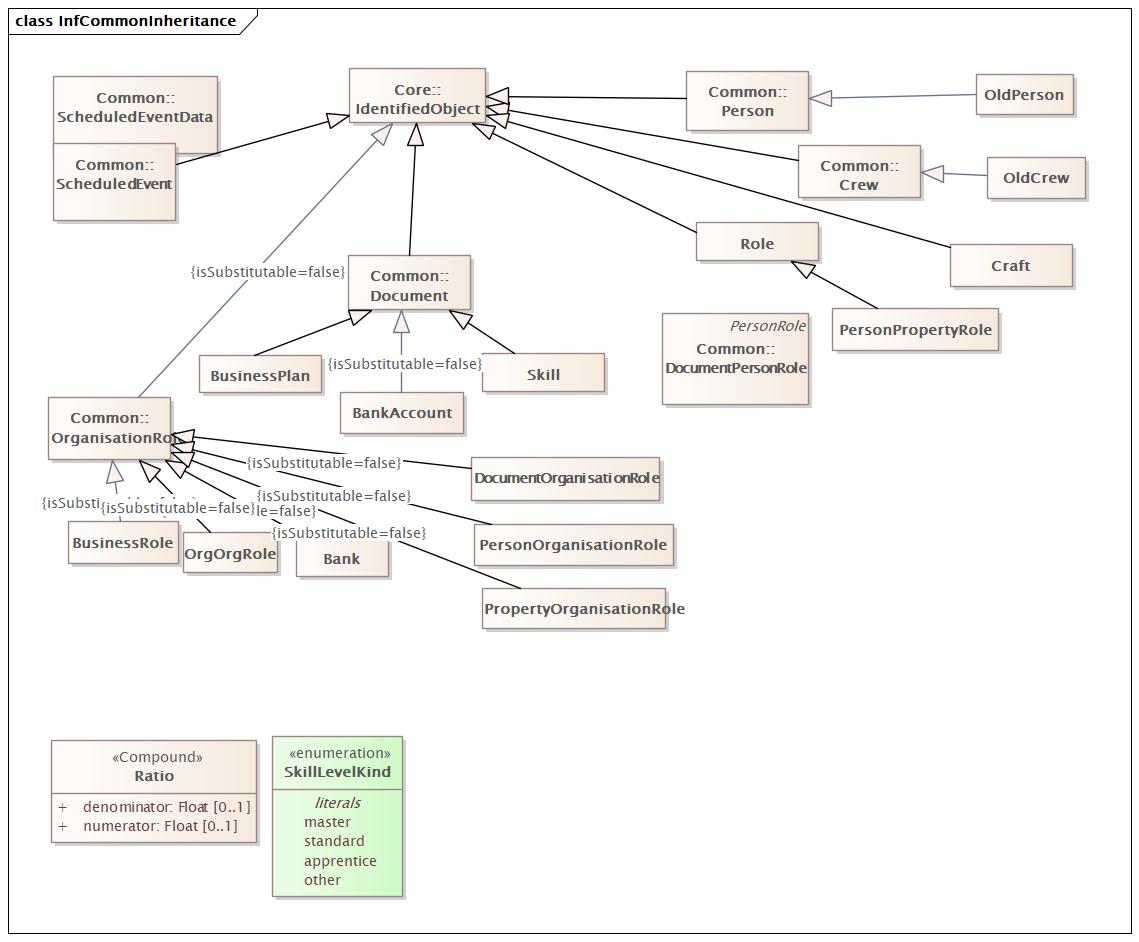 class InfCommonInheritance
Common::
ScheduledEventData
Common::
ScheduledEvent
Core::
IdentifiedObject
Common::
Person
OldPerson
Common::
Crew
OldCrew
Role
Craft
{isSubstitutable=false}
Common::
Document
PersonPropertyRole
PersonRole
Common::
DocumentPersonRole
BusinessPlan
{isSubstitutable=false}
Skill
BankAccount
Common::
OrganisationRole
{isSubstitutable=false}
DocumentOrganisationRole
{isSubsti
{isSubstitutable=false}
{isSubstitutable=false}
le=false}
{isSubstitutable=false}
BusinessRole
OrgOrgRole
Bank
PersonOrganisationRole
PropertyOrganisationRole
«Compound»
Ratio
+ denominator: Float [0..1]
+ numerator: Float [0..1]
«enumeration»
SkillLevelKind
literals
master
standard
apprentice
other